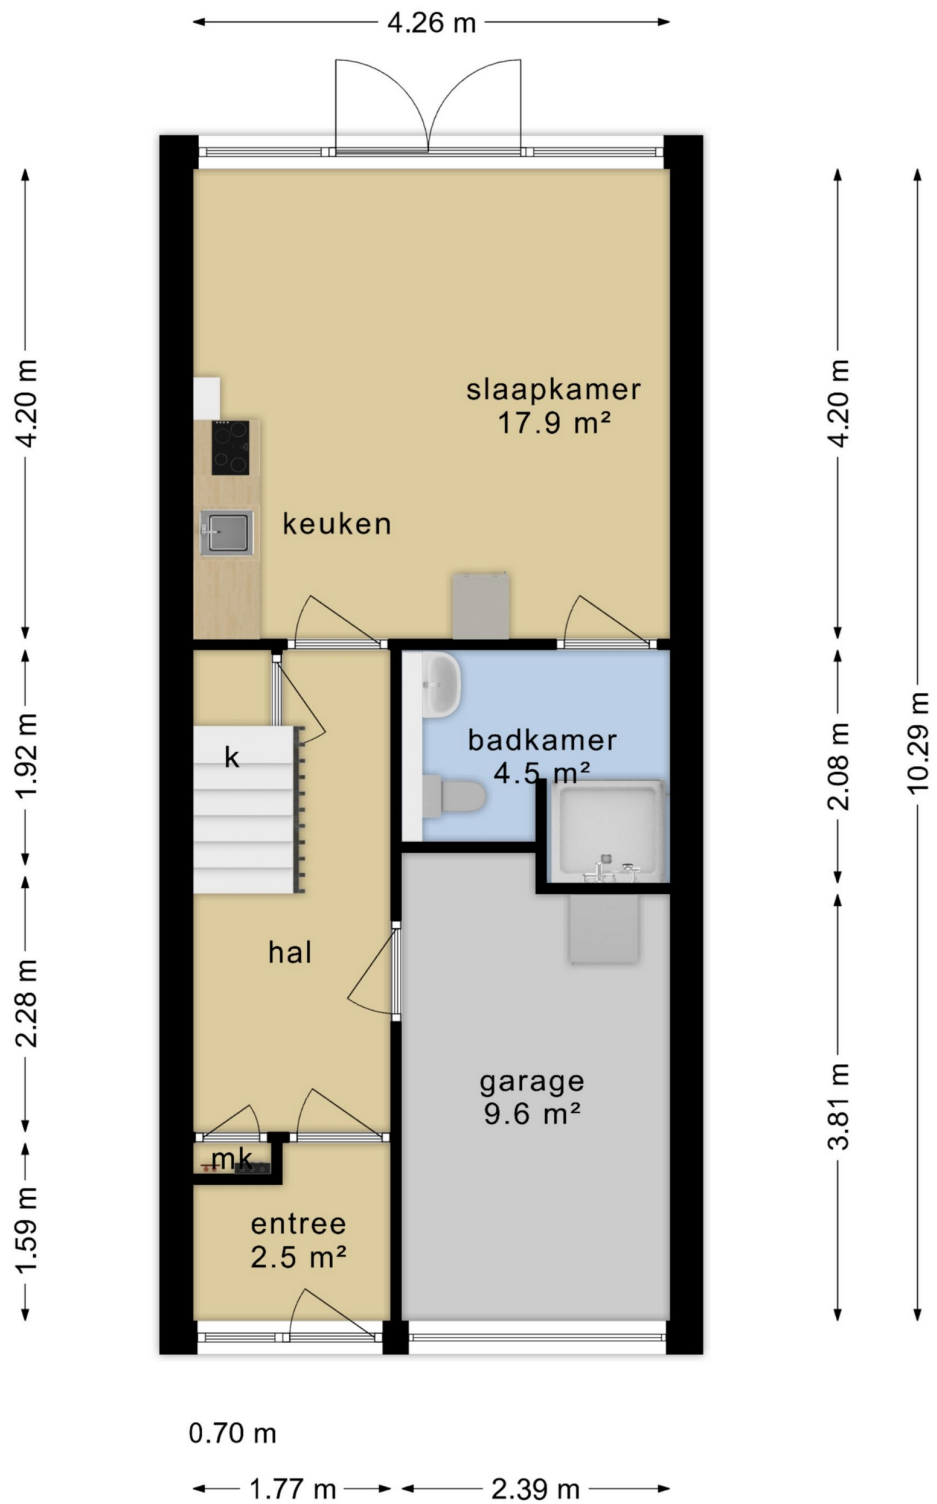 4.26 m
4.20 m
4.20 m
slaapkamer
17.9 m²
keuken
1.92 m
k
badkamer
4.5 m²
2.08 m
10.29 m
2.28 m
hal
garage
9.6 m²
3.81 m
mk
1.59 m
entree
2.5 m²
0.70 m
1.77 m
2.39 m